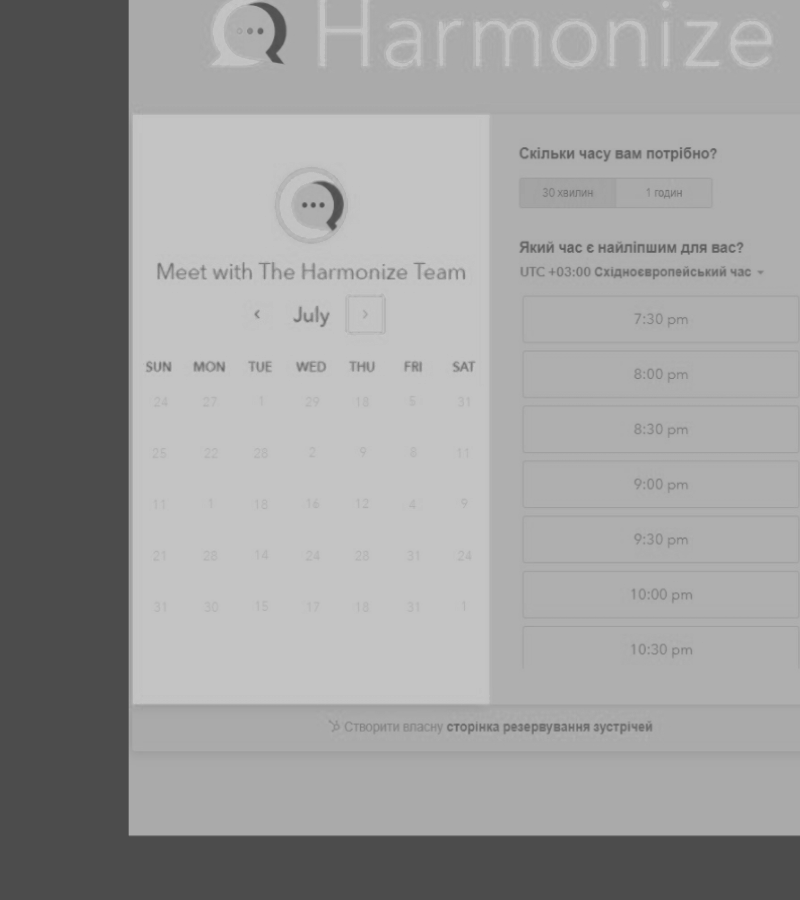 Harmonize
Meet with The Harmonize Team
July
SUN MON TUE WED THU FRI SAT
24 27 1 29 18 5 31
25 22 28 2 9 8 11
11 1 18 16 12 4 9
21 28 14 24 28 31 24
31 30 15 17 18 31 1
Скільки часу вам потрібно?
30 хвилин 1 годин
Який час є найліпшим для вас?
UTC +03:00 Східноєвропейський час
7:30 pm
8:00 pm
8:30 pm
9:00 pm
9:30 pm
10:00 pm
10:30 pm
Створити власну сторінка резервування зустрічей